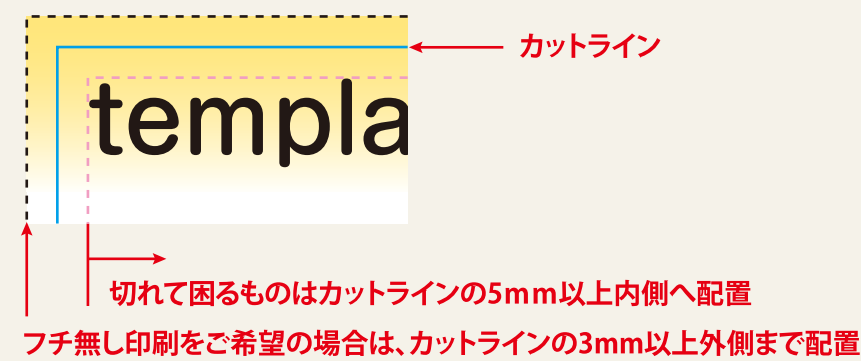 カットライン
templa
切れて困るものはカットラインの5mm以上内側へ配置
フチ無し印刷をご希望の場合は、カットラインの3mm以上外側まで配置